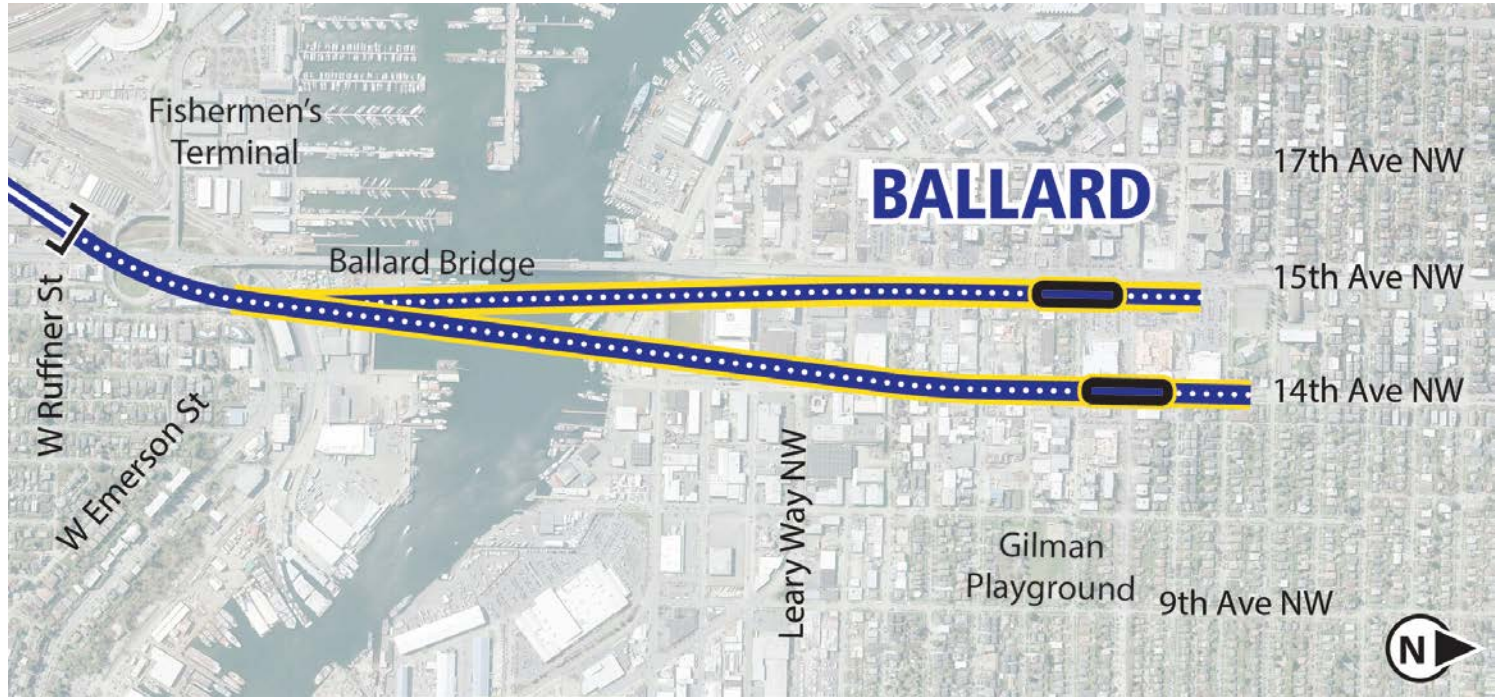 Fishermen's
Terminal
17th Ave NW
BALLARD
Ballard Bridge
15th Ave NW
W Ruffner St
14th Ave NW
W Emerson St
Leary Way NW
Gilman
Playground
9th Ave NW
N